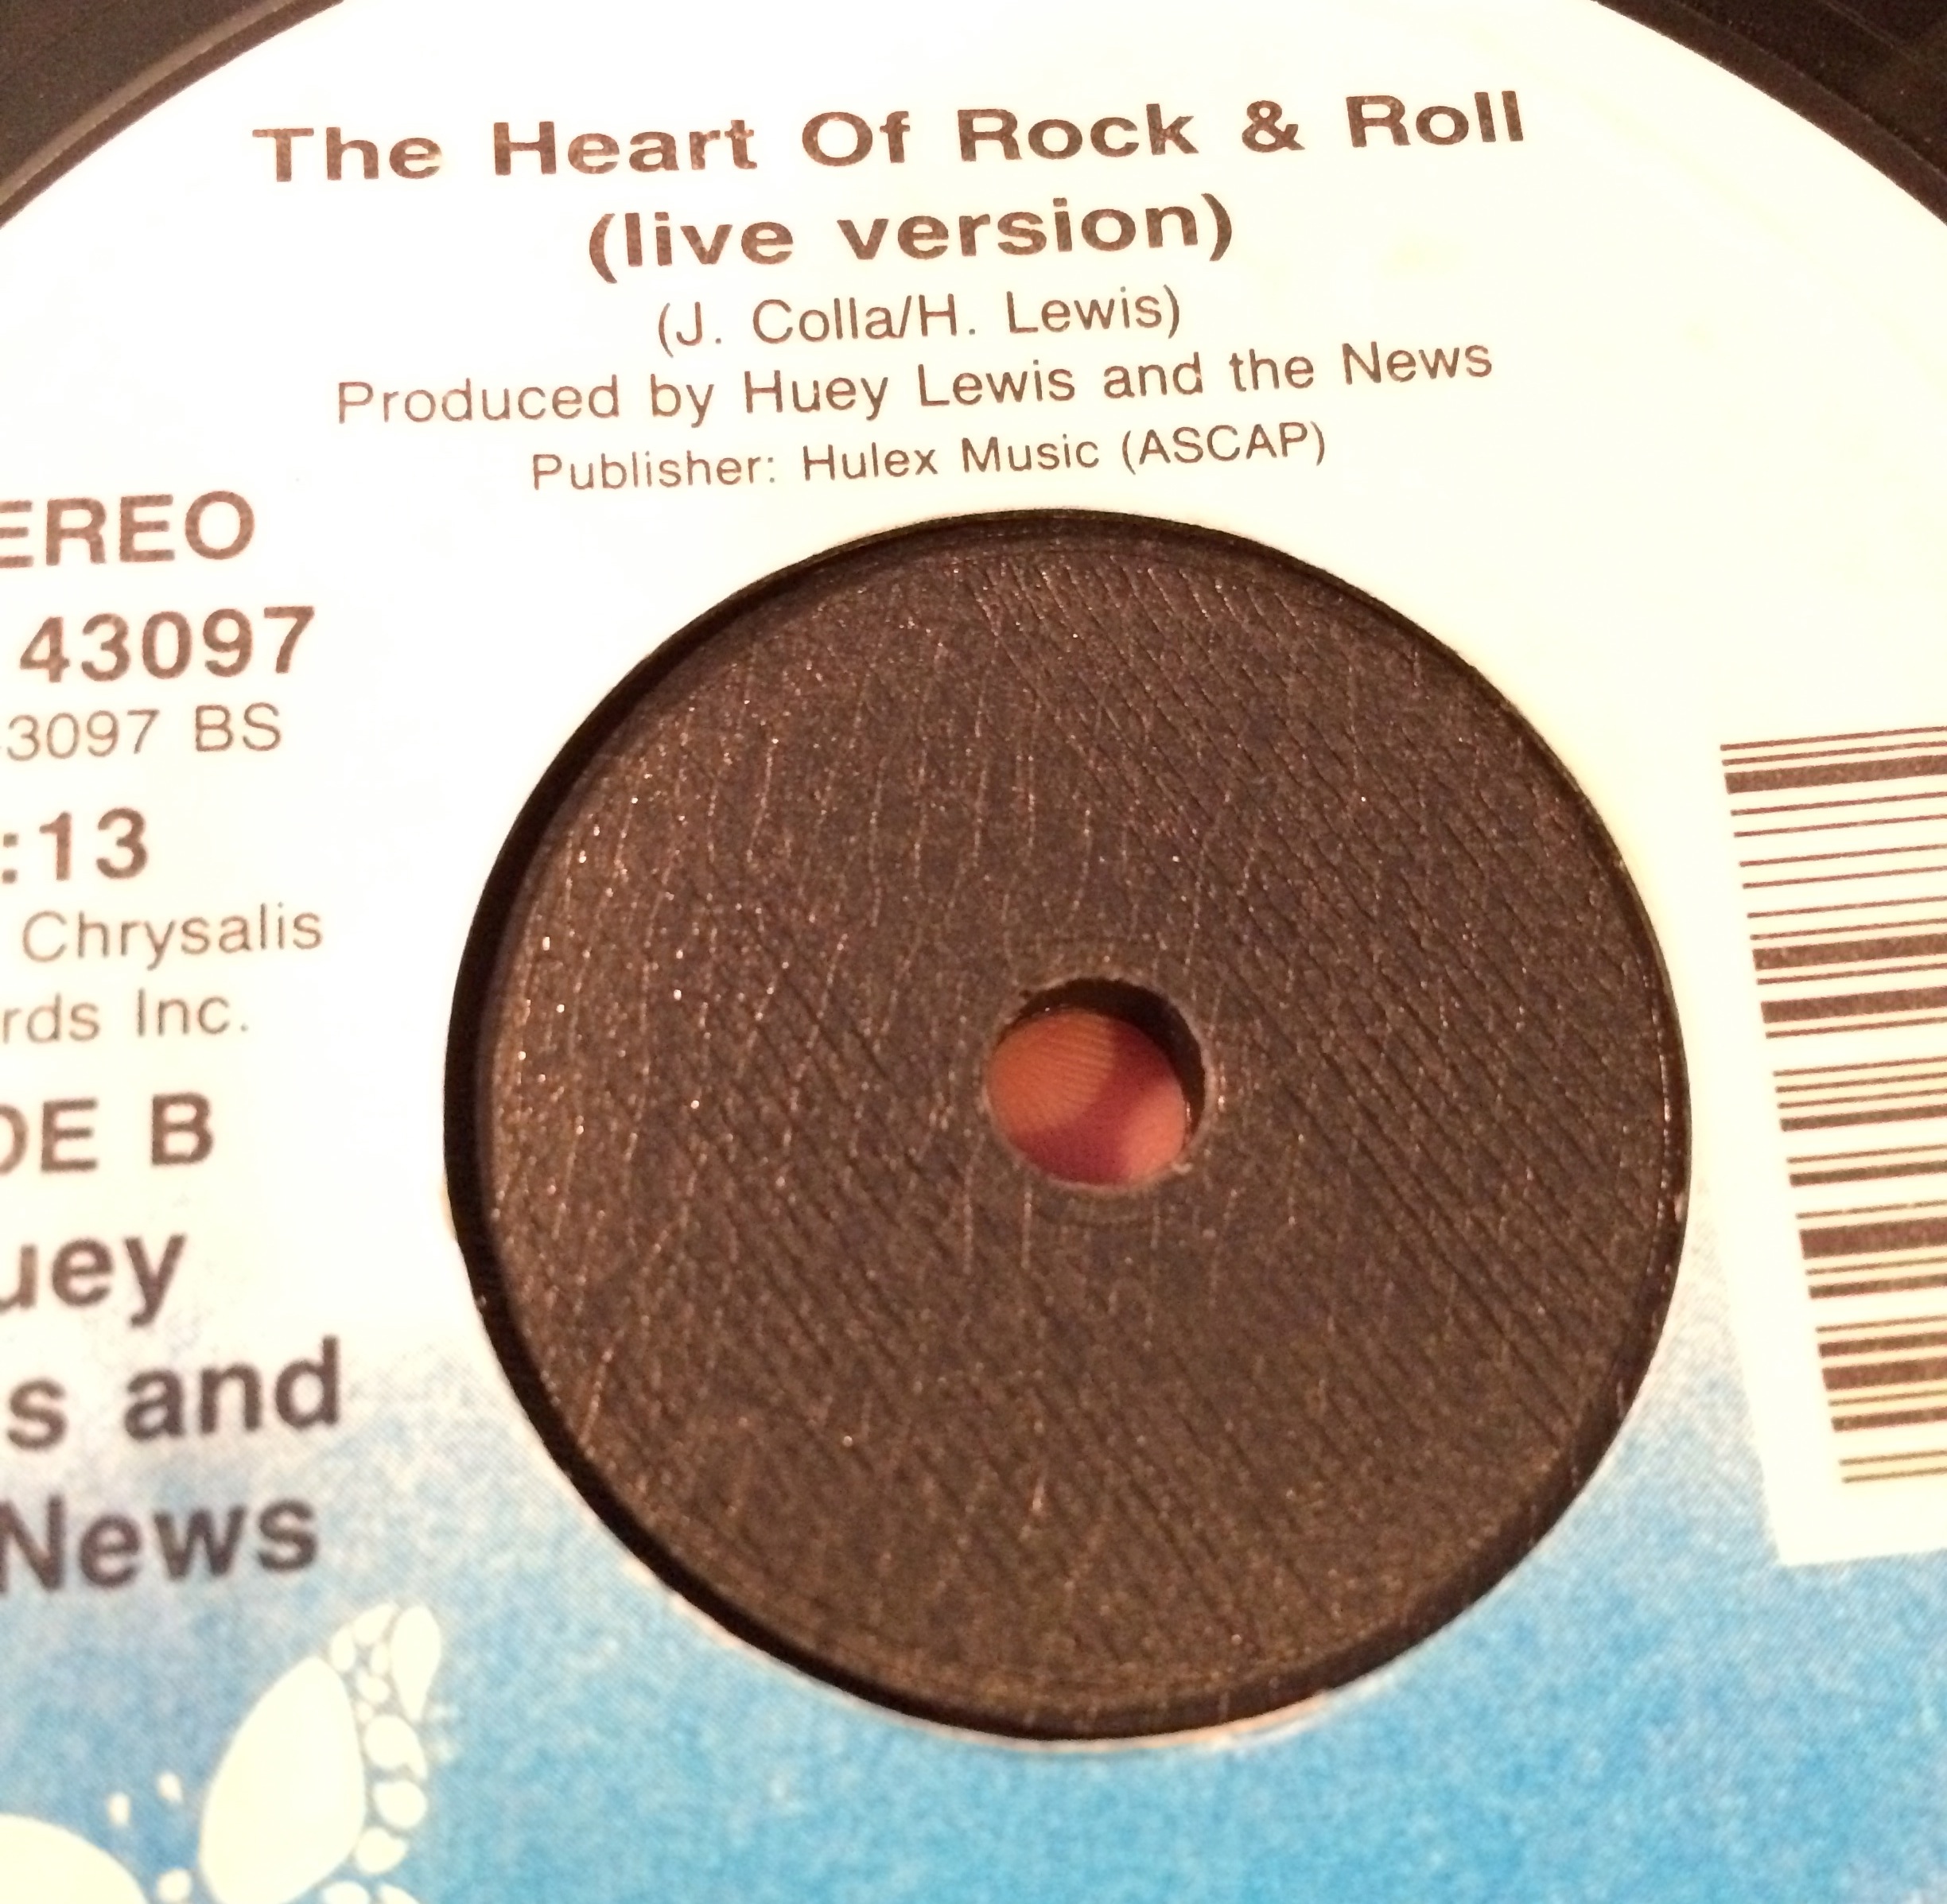 The Heart Of Rock & Roll
(live version)
(J. Colla/H. Lewis)
Produced by Huey Lewis and the News
Publisher: Hulex Music (ASCAP)
EREO
43097
3097 BS
:13
Chrysalis
rds Inc.
DE B
uey
s and
News